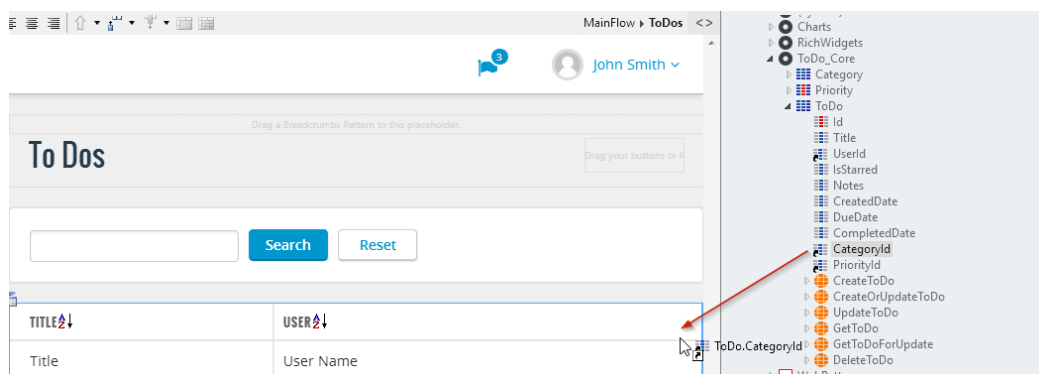 MainFlow ▸ ToDos <>
3
John Smith
Drag a Breadcrumbs Pattern to this placeholder.
To Dos
Drag your buttons or li
Search
Reset
TITLE
USER
Title
User Name
Charts
RichWidgets
ToDo_Core
Category
Priority
ToDo
Id
Title
UserId
IsStarred
Notes
CreatedDate
DueDate
CompletedDate
CategoryId
PriorityId
CreateToDo
CreateOrUpdateToDo
UpdateToDo
GetToDo
ToDo.CategoryId
GetToDoForUpdate
DeleteToDo